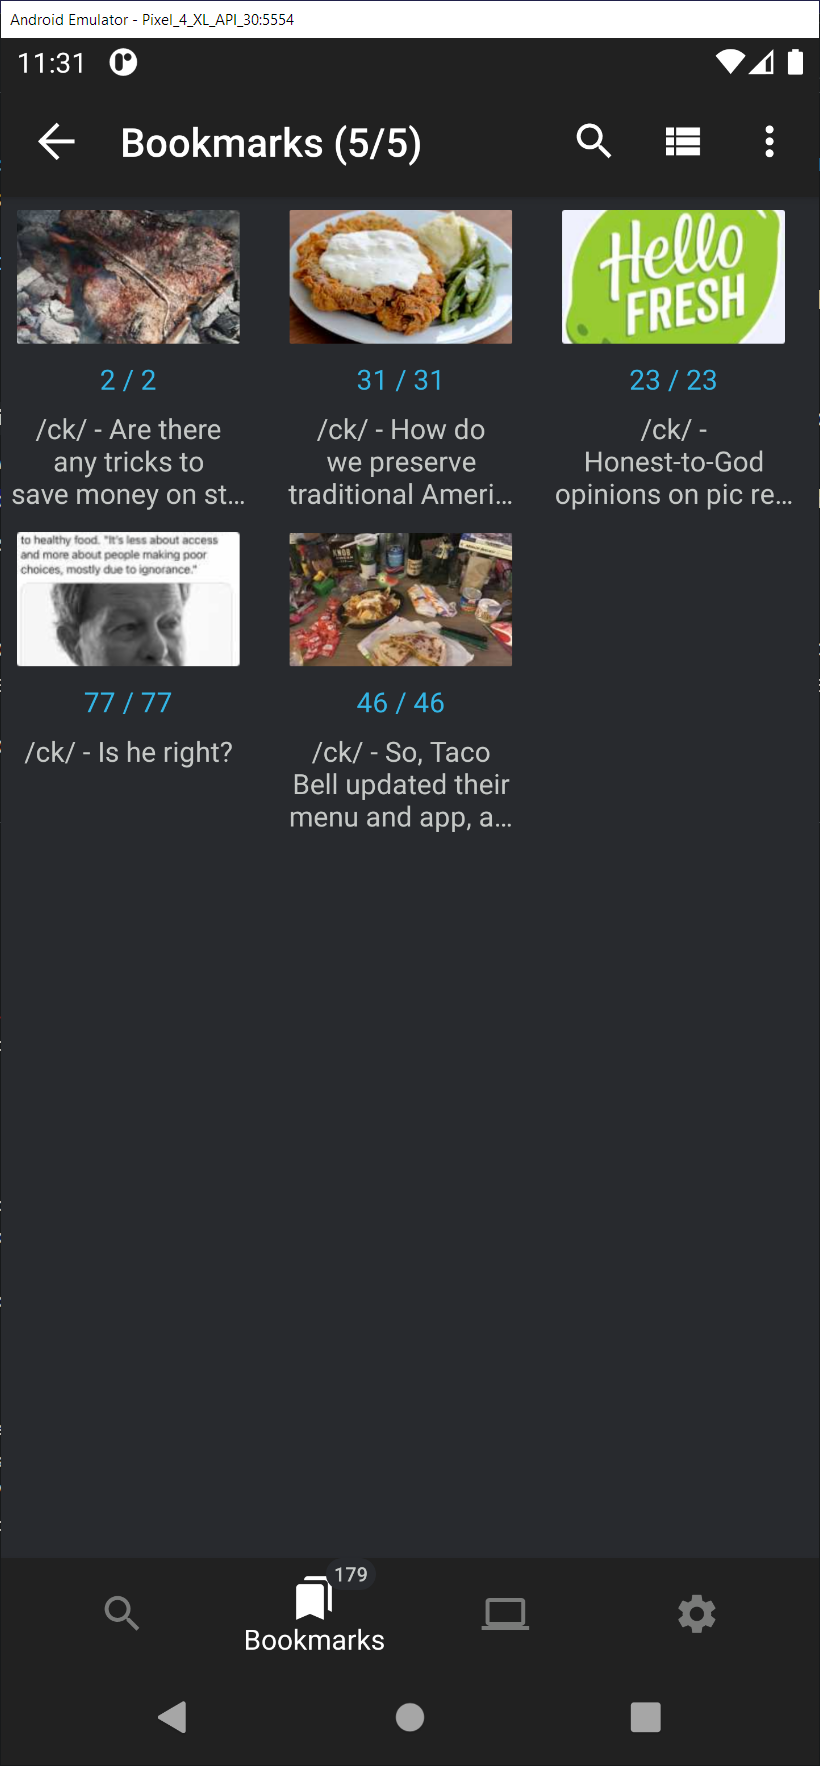 Android Emulator - Pixel_4_XL_API_30:5554
11:31
Bookmarks (5/5)
Hello
FRESH
2 / 2
31 / 31
23 / 23
/ck/ - Are there
any tricks to
save money on st...
/ck/ - How do
we preserve
traditional Ameri...
/ck/ -
Honest-to-God
opinions on pic re...
to healthy food. "It's less about access
and more about people making poor
choices, mostly due to ignorance."
KNOB
77 / 77
46 / 46
/ck/ - Is he right?
/ck/ - So, Taco
Bell updated their
menu and app, a...
179
Bookmarks